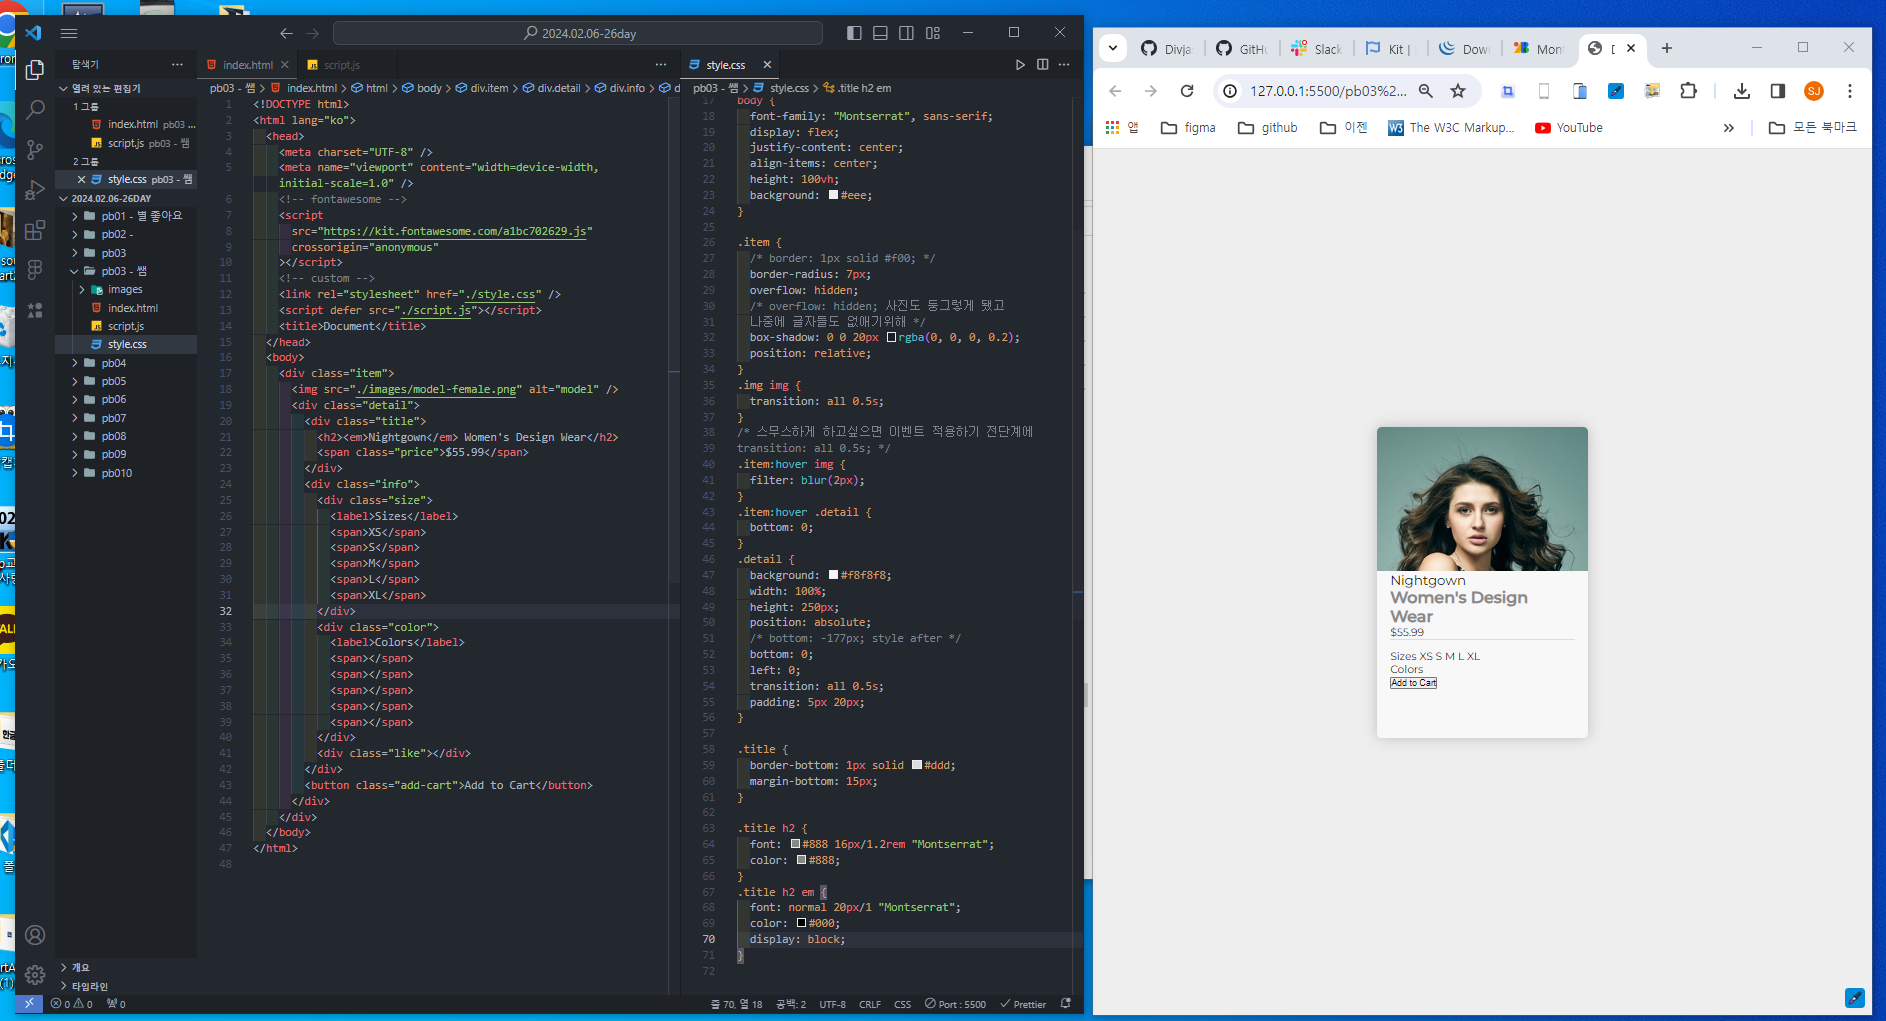 2024.02.06-26day
탐색기
열려 있는 편집기
1 그룹
index.html pb03 ...
script.js pb03 - 쌤
2 그룹
style.css pb03 - 쌤
2024.02.06-26DAY
pb01 - 별 좋아요
pb02 -
pb03
pb03 - 쌤
images
index.html
script.js
style.css
pb04
pb05
pb06
pb07
pb08
pb09
pb010
개요
타임라인
index.html
script.js
pb03 - 쌤 > index.html > html > body > div.item > div.detail > div.info > d
1 <!DOCTYPE html>
2 <html lang="ko">
3 <head>
4 <meta charset="UTF-8" />
5 <meta name="viewport" content="width=device-width,
initial-scale=1.0" />
6 <!-- fontawesome -->
7 <script
8 src="https://kit.fontawesome.com/a1bc702629.js"
9 crossorigin="anonymous"
10 ></script>
11 <!-- custom -->
12 <link rel="stylesheet" href="./style.css" />
13 <script defer src="./script.js"></script>
14 <title>Document</title>
15 </head>
16 <body>
17 <div class="item">
18 <img src="./images/model-female.png" alt="model" />
19 <div class="detail">
20 <div class="title">
21 <h2><em>Nightgown</em> Women's Design Wear</h2>
22 <span class="price">$55.99</span>
23 </div>
24 <div class="info">
25 <div class="size">
26 <label>Sizes</label>
27 <span>XS</span>
28 <span>S</span>
29 <span>M</span>
30 <span>L</span>
31 <span>XL</span>
32 </div>
33 <div class="color">
34 <label>Colors</label>
35 <span></span>
36 <span></span>
37 <span></span>
38 <span></span>
39 <span></span>
40 </div>
41 <div class="like"></div>
42 </div>
43 <button class="add-cart">Add to Cart</button>
44 </div>
45 </div>
46 </body>
47 </html>
48
style.css
pb03 - 쌤 > style.css > .title h2 em
17 body {
18 font-family: "Montserrat", sans-serif;
19 display: flex;
20 justify-content: center;
21 align-items: center;
22 height: 100vh;
23 background: #eee;
24 }
25
26 .item {
27 /* border: 1px solid #f00; */
28 border-radius: 7px;
29 overflow: hidden;
30 /* overflow: hidden; 사진도 둥그렇게 됐고
31 나중에 글자들도 없애기위해 */
32 box-shadow: 0 0 20px rgba(0, 0, 0, 0.2);
33 position: relative;
34 }
35 .img img {
36 transition: all 0.5s;
37 }
38 /* 스무스하게 하고싶으면 이벤트 적용하기 전단계에
39 transition: all 0.5s; */
40 .item:hover img {
41 filter: blur(2px);
42 }
43 .item:hover .detail {
44 bottom: 0;
45 }
46 .detail {
47 background: #f8f8f8;
48 width: 100%;
49 height: 250px;
50 position: absolute;
51 /* bottom: -177px; style after */
52 bottom: 0;
53 left: 0;
54 transition: all 0.5s;
55 padding: 5px 20px;
56 }
57
58 .title {
59 border-bottom: 1px solid #ddd;
60 margin-bottom: 15px;
61 }
62
63 .title h2 {
64 font: #888 16px/1.2rem "Montserrat";
65 color: #888;
66 }
67 .title h2 em {
68 font: normal 20px/1 "Montserrat";
69 color: #000;
70 display: block;
71 }
72
0 0 0 줄 70, 열 18 공백: 2 UTF-8 CRLF CSS Port : 5500 Prettier
Divja GitHu Slack Kit | Dow Mont D
127.0.0.1:5500/pb03%2... SJ
앱 figma github 이젠 The W3C Markup... YouTube » 모든 북마크
Nightgown
Women's Design
Wear
$55.99
Sizes XS S M L XL
Colors
Add to Cart